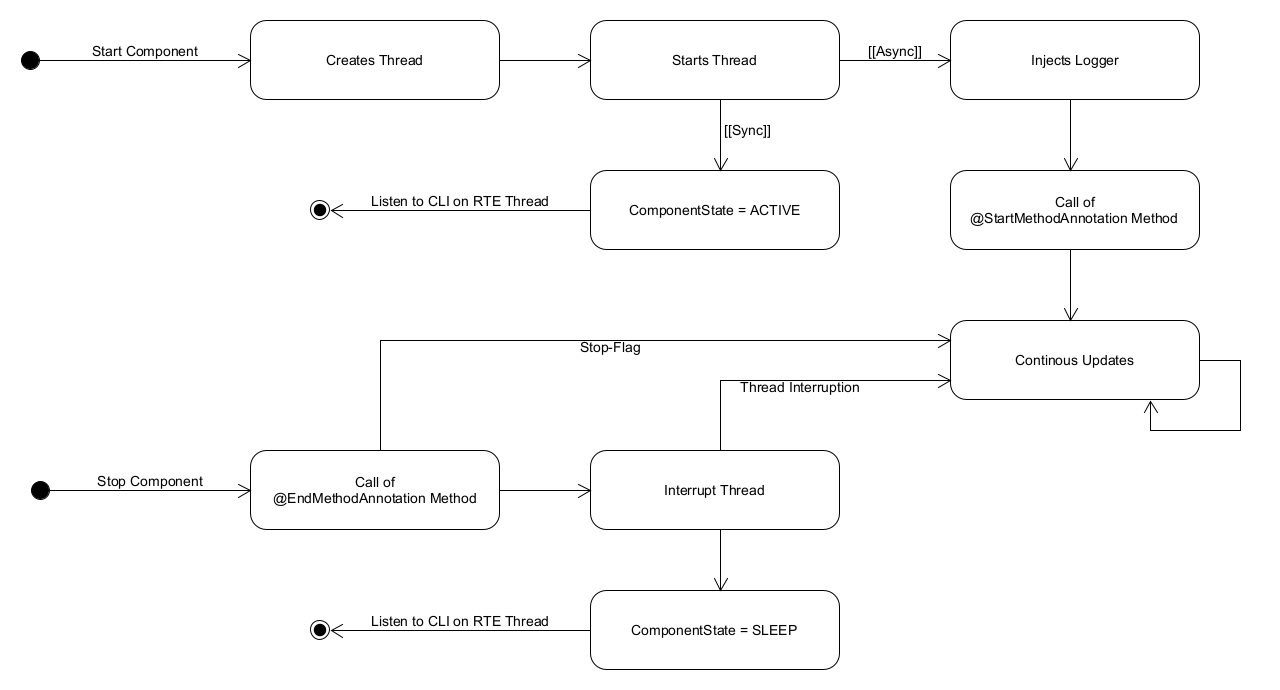 Start Component
Creates Thread
Starts Thread
[[Async]]
Injects Logger
[[Sync]]
Listen to CLI on RTE Thread
ComponentState = ACTIVE
Call of
@StartMethodAnnotation Method
Stop-Flag
Continous Updates
Thread Interruption
Stop Component
Call of
@EndMethodAnnotation Method
Interrupt Thread
Listen to CLI on RTE Thread
ComponentState = SLEEP